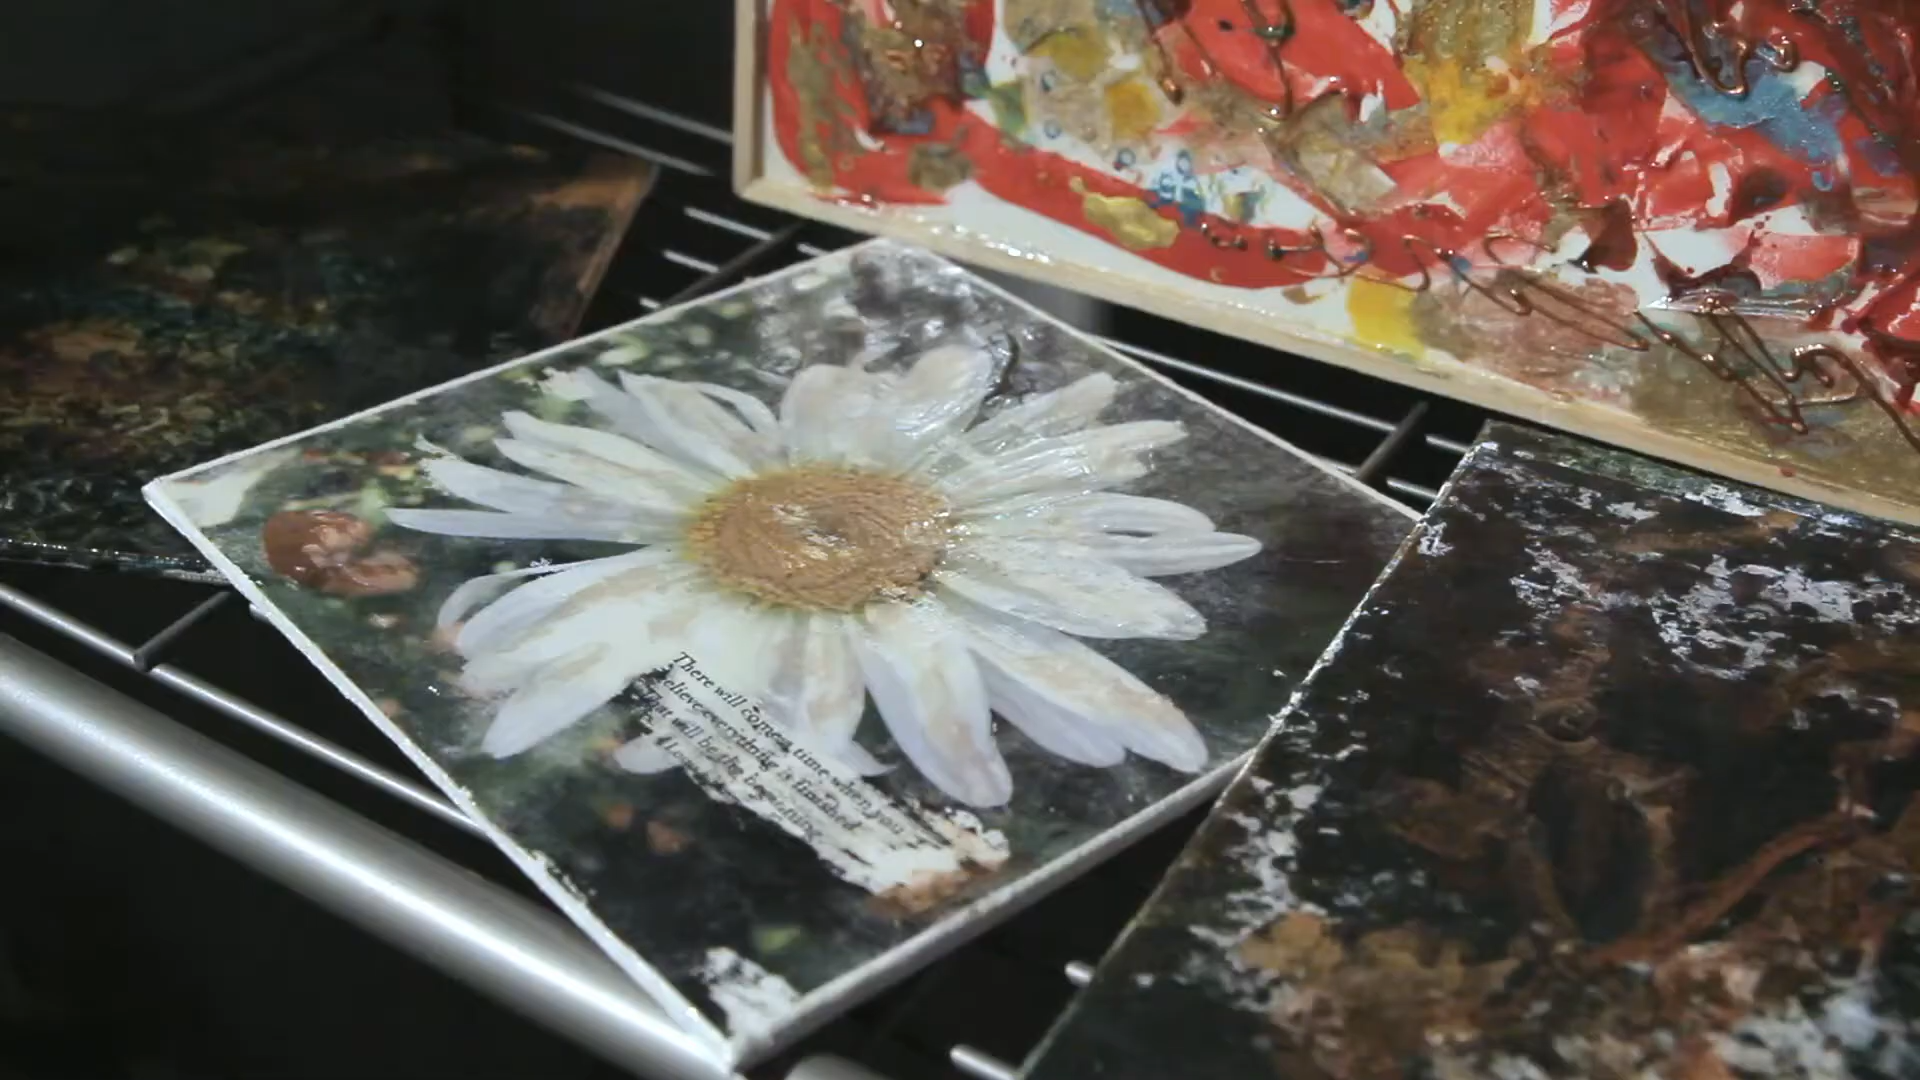 There will come a time when you
believe everything is finished
that will be the beginning